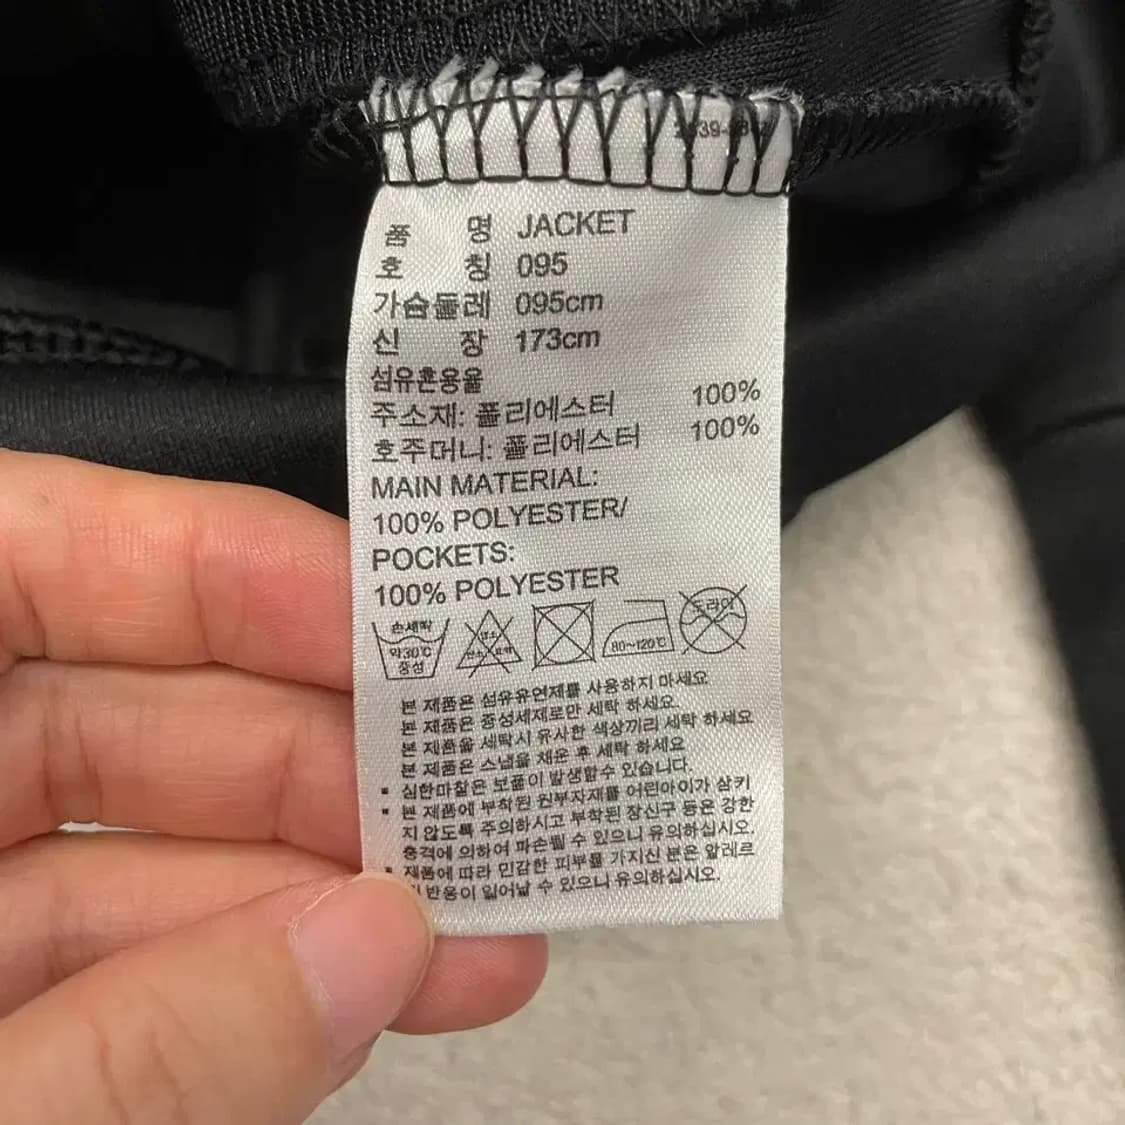 품 명 JACKET
호 칭 095
가슴둘레 095cm
신 장 173cm
섬유혼용율
주소재: 폴리에스터 100%
호주머니: 폴리에스터 100%
MAIN MATERIAL:
100% POLYESTER/
POCKETS:
100% POLYESTER
손세탁 약30℃ 중성
염소 표백
80~120℃
드라이
본 제품은 섬유유연제를 사용하지 마세요
본 제품은 중성세제로만 세탁 하세요.
본 제품을 세탁시 유사한 색상끼리 세탁 하세요
본 제품은 스냅을 채운 후 세탁 하세요
▪ 심한마찰은 보풀이 발생할수 있습니다.
▪ 본 제품에 부착된 원부자재를 어린아이가 삼키
지 않도록 주의하시고 부착된 장신구 등은 강한
충격에 의하여 파손될 수 있으니 유의하십시오.
▪ 제품에 따라 민감한 피부를 가지신 분은 알레르
반응이 일어날 수 있으니 유의하십시오.